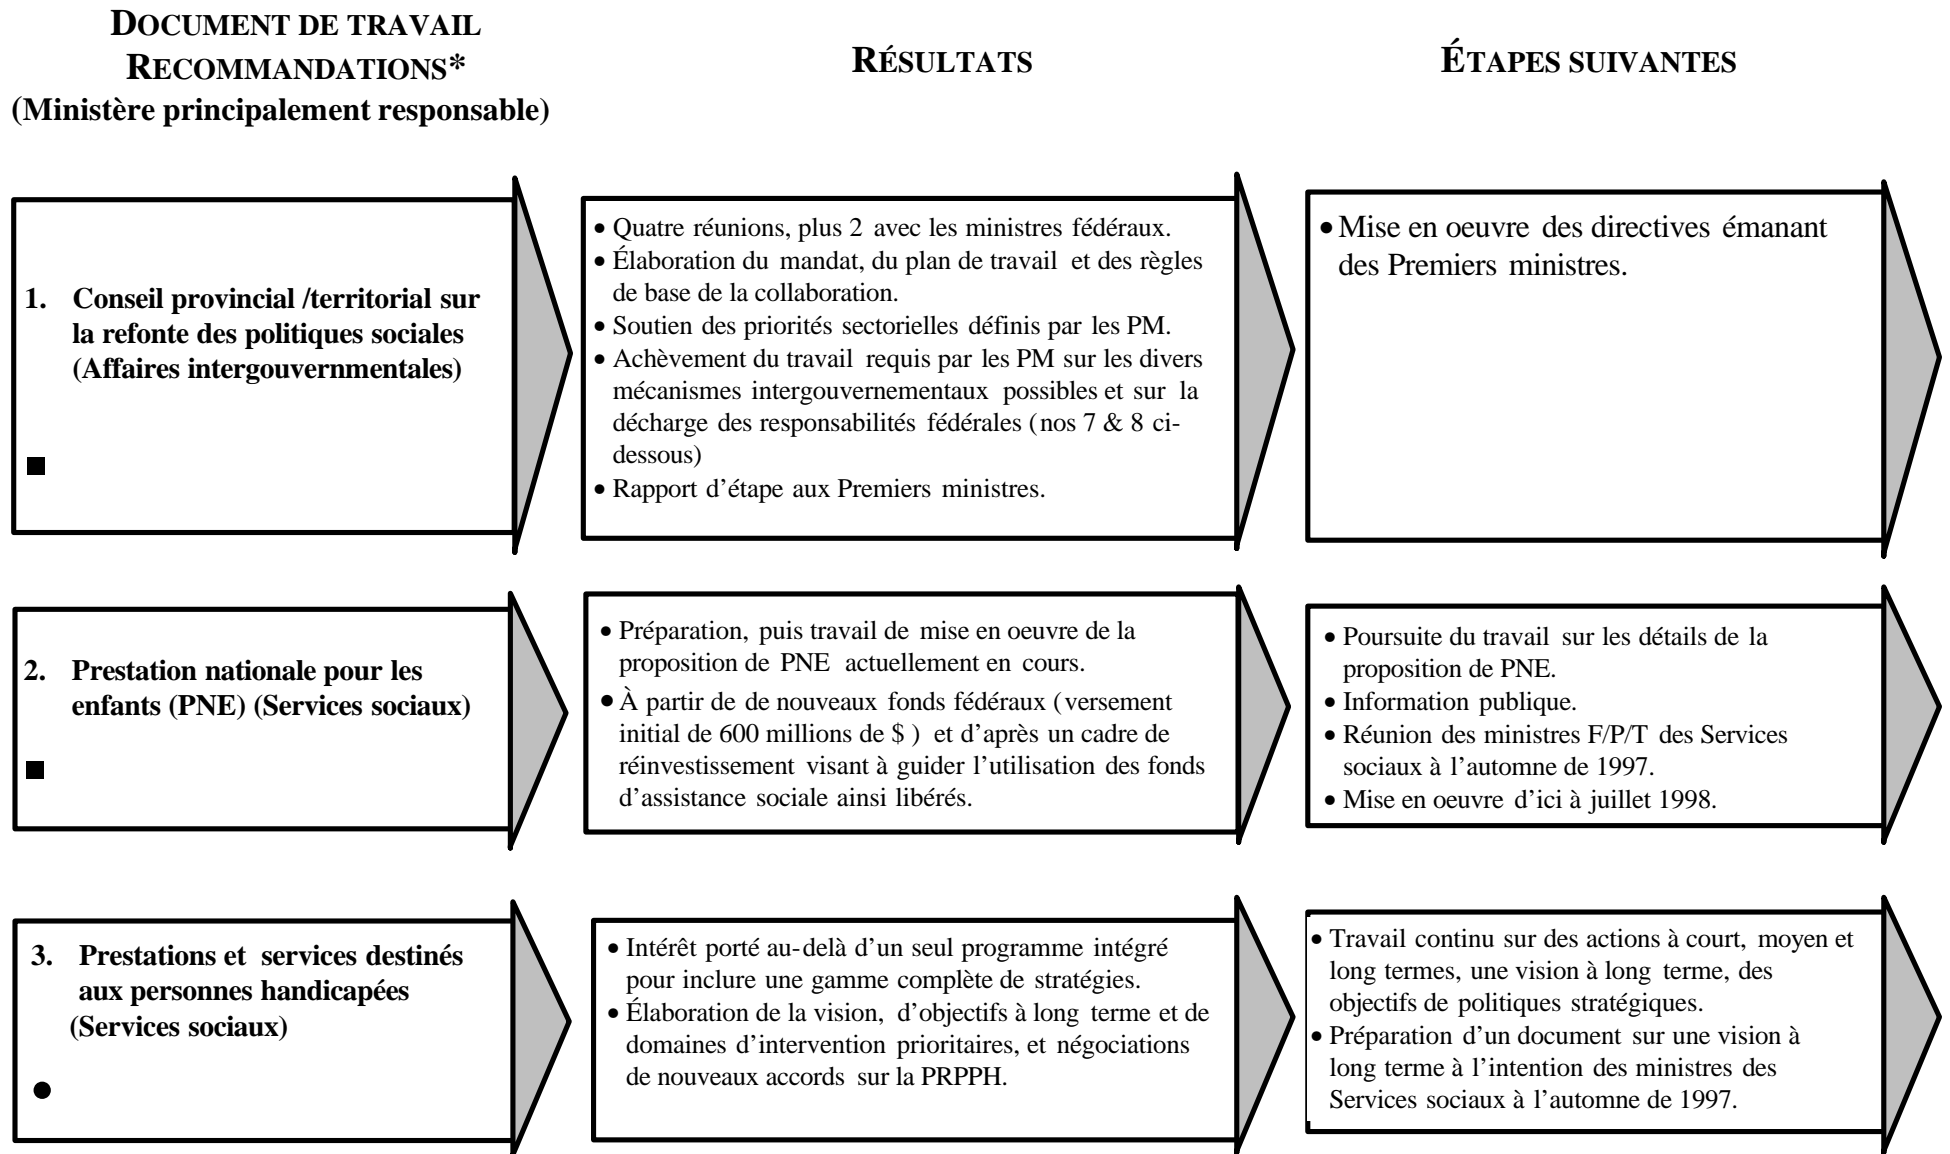 DOCUMENT DE TRAVAIL
RECOMMANDATIONS*
(Ministère principalement responsable)
RÉSULTATS
ÉTAPES SUIVANTES
1. Conseil provincial /territorial sur
la refonte des politiques sociales
(Affaires intergouvernmentales)
■
• Quatre réunions, plus 2 avec les ministres fédéraux.
• Élaboration du mandat, du plan de travail et des règles
de base de la collaboration.
• Soutien des priorités sectorielles définis par les PM.
• Achèvement du travail requis par les PM sur les divers
mécanismes intergouvernementaux possibles et sur la
décharge des responsabilités fédérales (nos 7 & 8 ci-
dessous)
• Rapport d’étape aux Premiers ministres.
• Mise en oeuvre des directives émanant
des Premiers ministres.
2. Prestation nationale pour les
enfants (PNE) (Services sociaux)
■
• Préparation, puis travail de mise en oeuvre de la
proposition de PNE actuellement en cours.
• À partir de de nouveaux fonds fédéraux (versement
initial de 600 millions de $ ) et d’après un cadre de
réinvestissement visant à guider l’utilisation des fonds
d’assistance sociale ainsi libérés.
• Poursuite du travail sur les détails de la
proposition de PNE.
• Information publique.
• Réunion des ministres F/P/T des Services
sociaux à l’automne de 1997.
• Mise en oeuvre d’ici à juillet 1998.
3. Prestations et services destinés
aux personnes handicapées
(Services sociaux)
●
• Intérêt porté au-delà d’un seul programme intégré
pour inclure une gamme complète de stratégies.
• Élaboration de la vision, d’objectifs à long terme et de
domaines d’intervention prioritaires, et négociations
de nouveaux accords sur la PRPPH.
• Travail continu sur des actions à court, moyen et
long termes, une vision à long terme, des
objectifs de politiques stratégiques.
• Préparation d’un document sur une vision à
long terme à l’intention des ministres des
Services sociaux à l’automne de 1997.